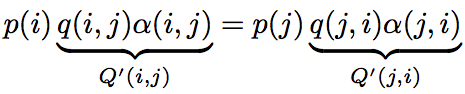 p(i) q(i,j)α(i,j) = p(j) q(j,i)α(j,i)
Q′(i,j) Q′(j,i)